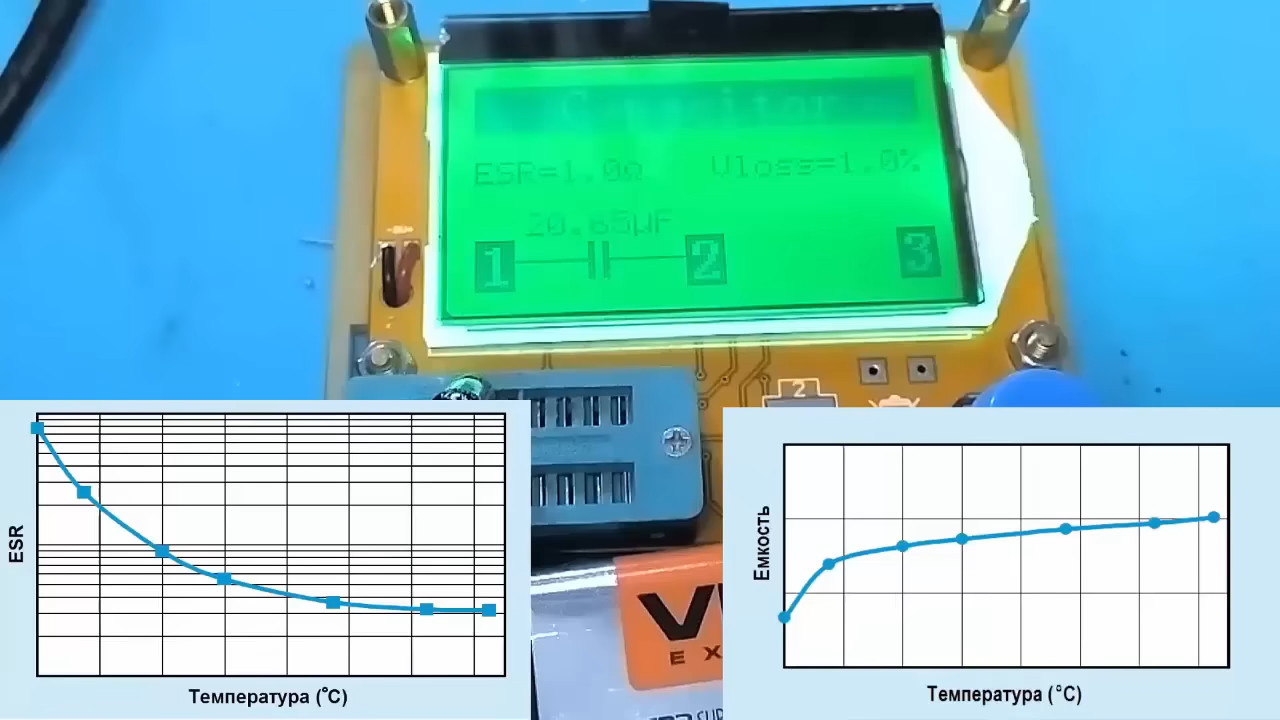 Capacitor
ESR=1.0Ω Vloss=1.0%
20.65µF
1 2 3
2
ESR
Температура (°C)
Емкость
Температура (°C)
E X